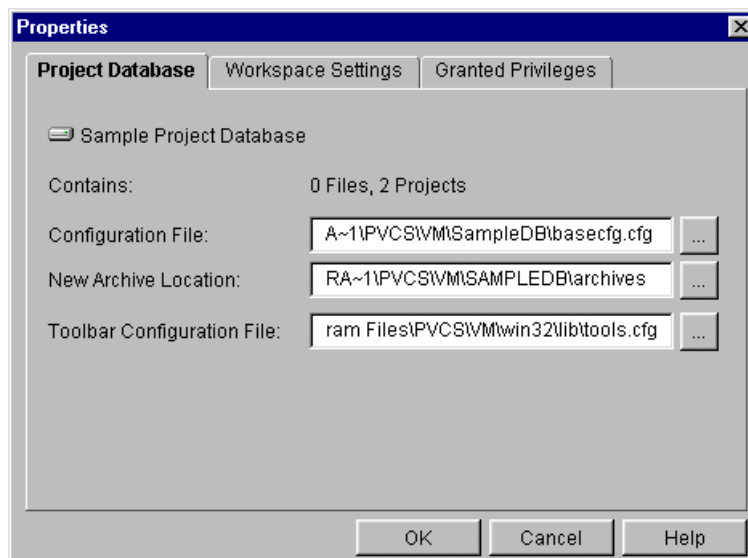 Properties
Project Database Workspace Settings Granted Privileges
Sample Project Database
Contains: 0 Files, 2 Projects
Configuration File: A~1\PVCS\VM\SampleDB\basecfg.cfg ...
New Archive Location: RA~1\PVCS\VM\SAMPLEDB\archives ...
Toolbar Configuration File: ram Files\PVCS\VM\win32\lib\tools.cfg ...
OK Cancel Help